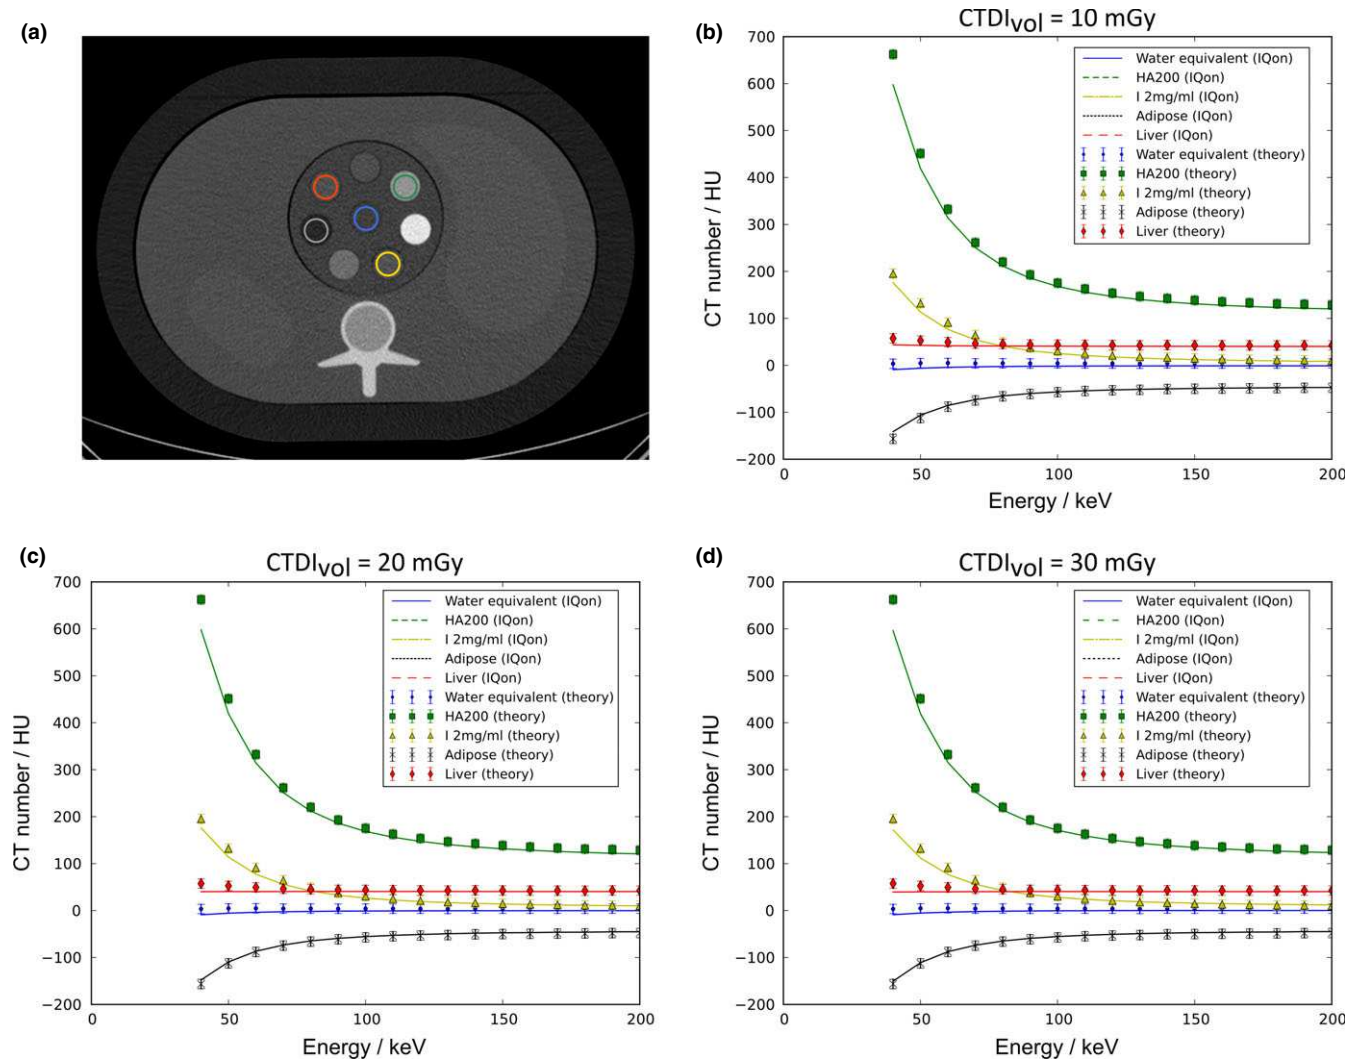 (a)
(b)
CTDIvol = 10 mGy
700
600
500
400
300
200
100
0
−100
−200
CT number / HU
0
50
100
150
200
Energy / keV
Water equivalent (IQon)
HA200 (IQon)
I 2mg/ml (IQon)
Adipose (IQon)
Liver (IQon)
Water equivalent (theory)
HA200 (theory)
I 2mg/ml (theory)
Adipose (theory)
Liver (theory)
(c)
CTDIvol = 20 mGy
700
600
500
400
300
200
100
0
−100
−200
CT number / HU
0
50
100
150
200
Energy / keV
Water equivalent (IQon)
HA200 (IQon)
I 2mg/ml (IQon)
Adipose (IQon)
Liver (IQon)
Water equivalent (theory)
HA200 (theory)
I 2mg/ml (theory)
Adipose (theory)
Liver (theory)
(d)
CTDIvol = 30 mGy
700
600
500
400
300
200
100
0
−100
−200
CT number / HU
0
50
100
150
200
Energy / keV
Water equivalent (IQon)
HA200 (IQon)
I 2mg/ml (IQon)
Adipose (IQon)
Liver (IQon)
Water equivalent (theory)
HA200 (theory)
I 2mg/ml (theory)
Adipose (theory)
Liver (theory)